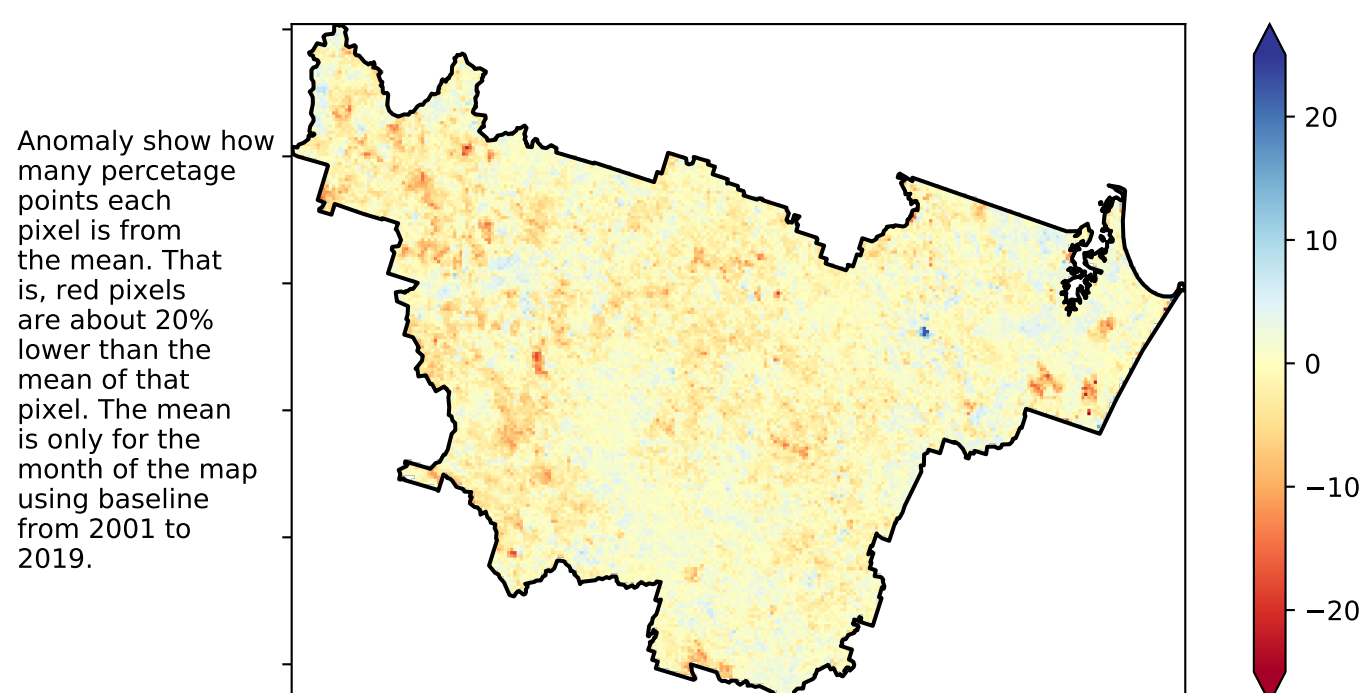 Anomaly show how
many percetage
points each
pixel is from
the mean. That
is, red pixels
are about 20%
lower than the
mean of that
pixel. The mean
is only for the
month of the map
using baseline
from 2001 to
2019.
20
10
0
−10
−20